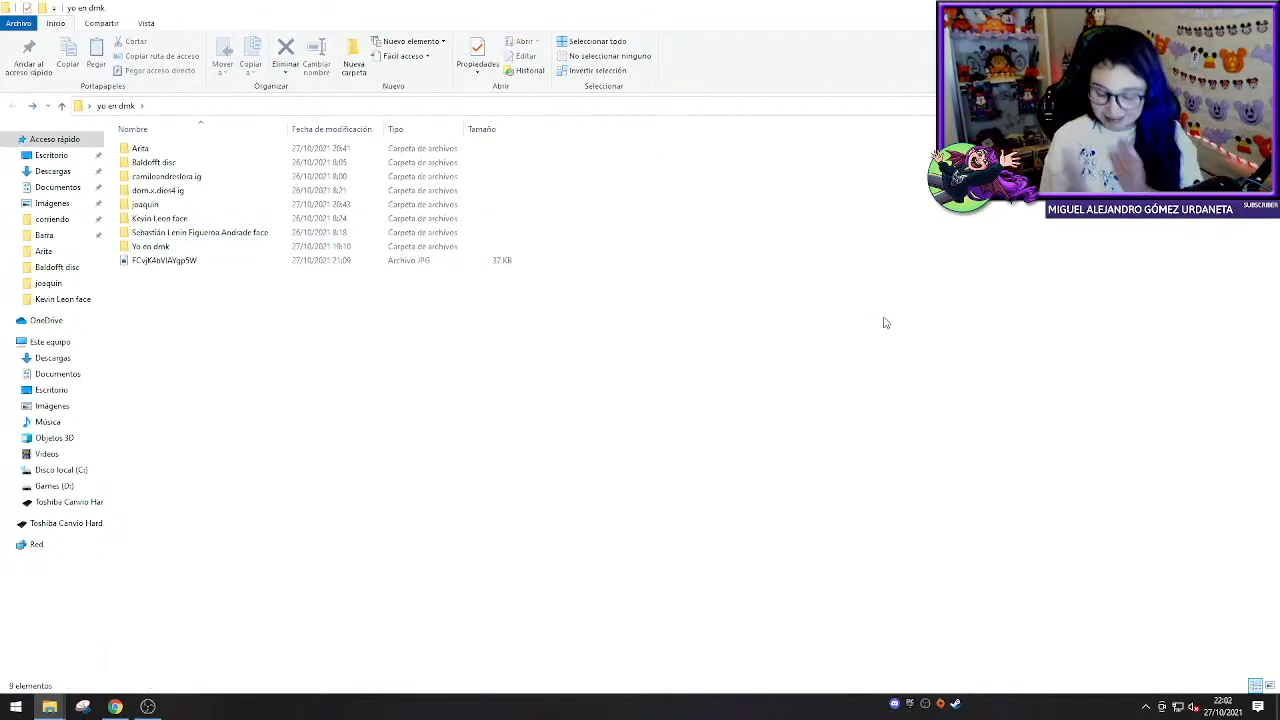 yo en dmk
Archivo Inicio Compartir Vista
Anclar al acceso rápido
Copiar
Pegar
Cortar
Copiar ruta de acceso
Pegar acceso directo
Portapapeles
Mover a
Copiar a
Eliminar
Cambiar nombre
Organizar
Nueva carpeta
Nuevo elemento
Fácil acceso
Nuevo
Propiedades
Abrir
Editar
Historial
Abrir
Seleccionar todo
No seleccionar ninguno
Invertir selección
Seleccionar
yo en dmk
Nombre Fecha de modificación Tipo Tamaño
Arita 27/10/2021 20:41 Carpeta de archivos
Baldofft disc 26/10/2021 8:05 Carpeta de archivos
camiloandreslora ig 26/10/2021 8:00 Carpeta de archivos
dom.x.dios4 ig 26/10/2021 8:21 Carpeta de archivos
joaquin 27/10/2021 20:43 Carpeta de archivos
Kevin Leon face 26/10/2021 8:24 Carpeta de archivos
Sebastián Lenin Figueroa Andrade face 26/10/2021 8:18 Carpeta de archivos
Yo en dmk 27/10/2021 19:10 Carpeta de archivos
27/10/2021 21:09 Archivo JPG 37 KB
Acceso rápido
Escritorio
Descargas
Documentos
Imágenes
corriendo
Barra
Arita
Baldofft disc
joaquin
Kevin Leon face
OneDrive
Este equipo
Descargas
Documentos
Escritorio
Imágenes
Música
Objetos 3D
Vídeos
Disco local (C:)
Games (D:)
Toshiba Canvio Har
Toshiba Canvio Hard
Red
MIGUEL ALEJANDRO GÓMEZ URDANETA
SUBSCRIBER
9 elementos
22:02
27/10/2021